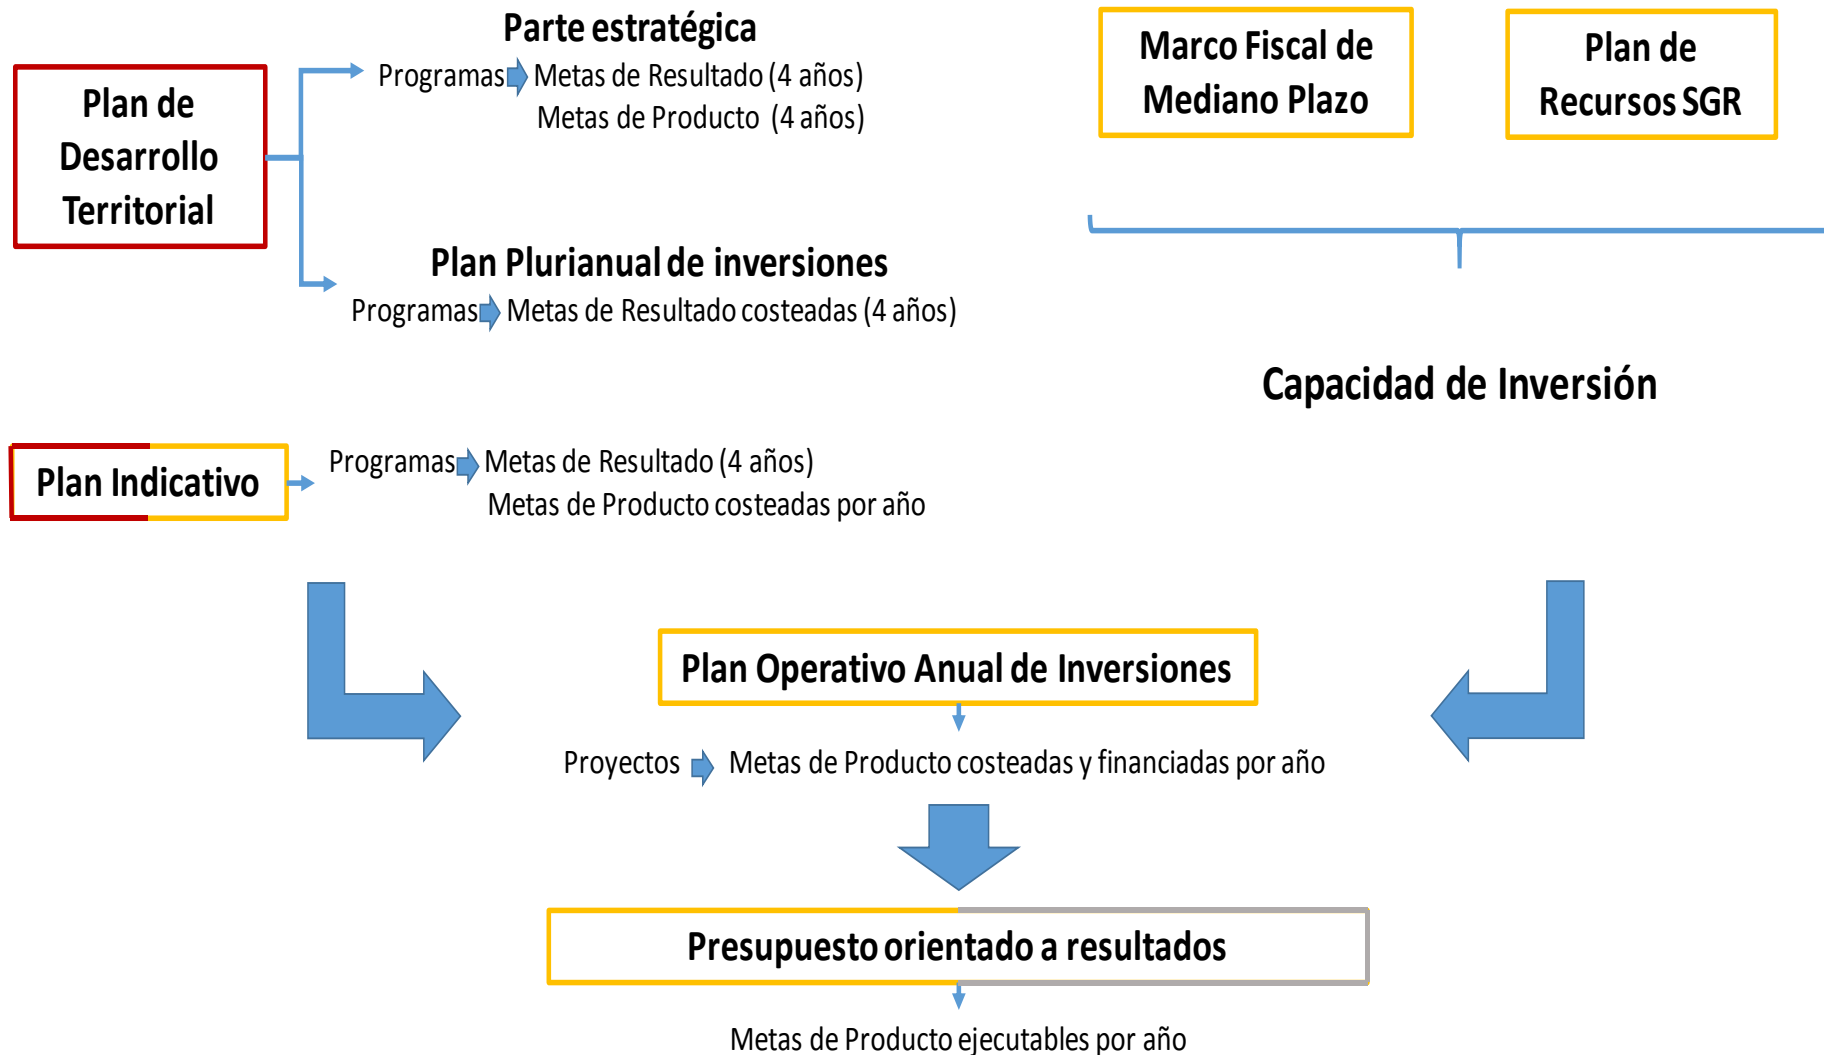 Parte estratégica
Programas Metas de Resultado (4 años)
Metas de Producto (4 años)
Plan de
Desarrollo
Territorial
Plan Plurianual de inversiones
Programas Metas de Resultado costeadas (4 años)
Marco Fiscal de
Mediano Plazo
Plan de
Recursos SGR
Capacidad de Inversión
Plan Indicativo
Programas Metas de Resultado (4 años)
Metas de Producto costeadas por año
Plan Operativo Anual de Inversiones
Proyectos Metas de Producto costeadas y financiadas por año
Presupuesto orientado a resultados
Metas de Producto ejecutables por año